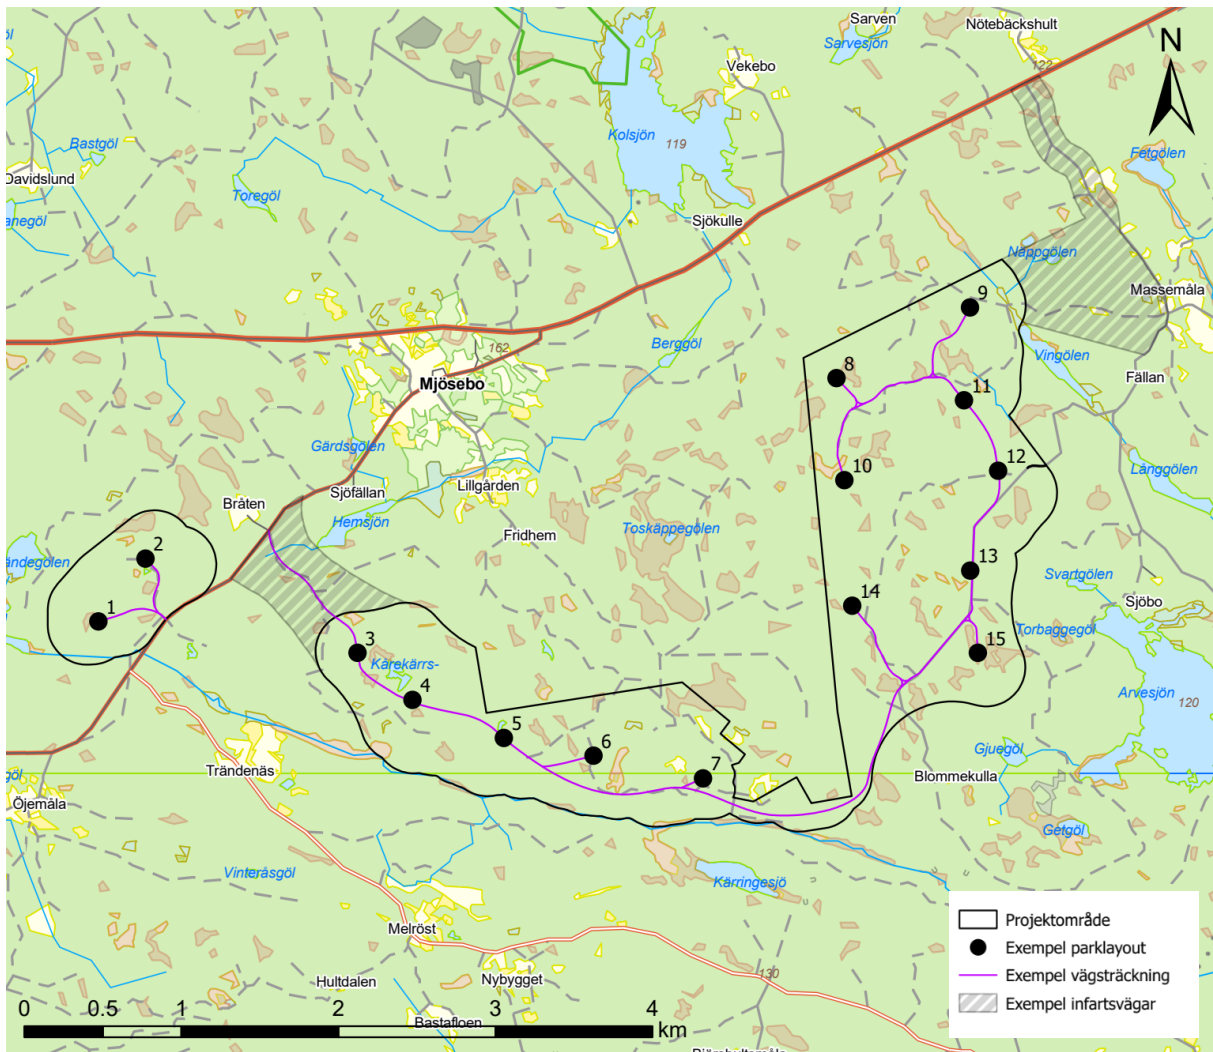 Sarven
Nötebäckshult
Sarvesjön
N
Vekebo
122
Kolsjön
119
Bastgöl
Fetgölen
Davidslund
Toregöl
anegöl
Sjökulle
Nappgölen
Massemåla
9
162
Berggöl
Vingölen
8
Fällan
Mjösebo
11
Gärdsgölen
12
10
Långgölen
Sjöfällan
Lillgården
Bråten
Hemsjön
Toskäppegölen
Fridhem
2
ändegölen
13
Svartgölen
14
Sjöbo
1
Torbaggegöl
3
15
Kärekärrs-
4
Arvesjön
120
5
6
Gjuegöl
7
Trändenäs
göl
Blommekulla
Öjemåla
Getgöl
Vinteråsgöl
Kärringesjö
Projektområde
Melröst
Exempel parklayout
130
Exempel vägsträckning
Hultdalen
Nybygget
Exempel infartsvägar
0 0.5 1 2 3 4
km
Bastafloen